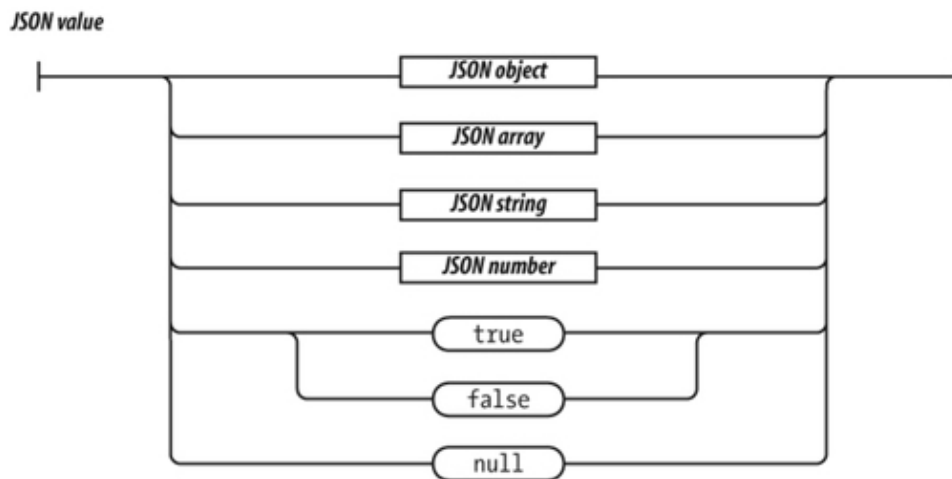 JSON value
JSON object
JSON array
JSON string
JSON number
true
false
null